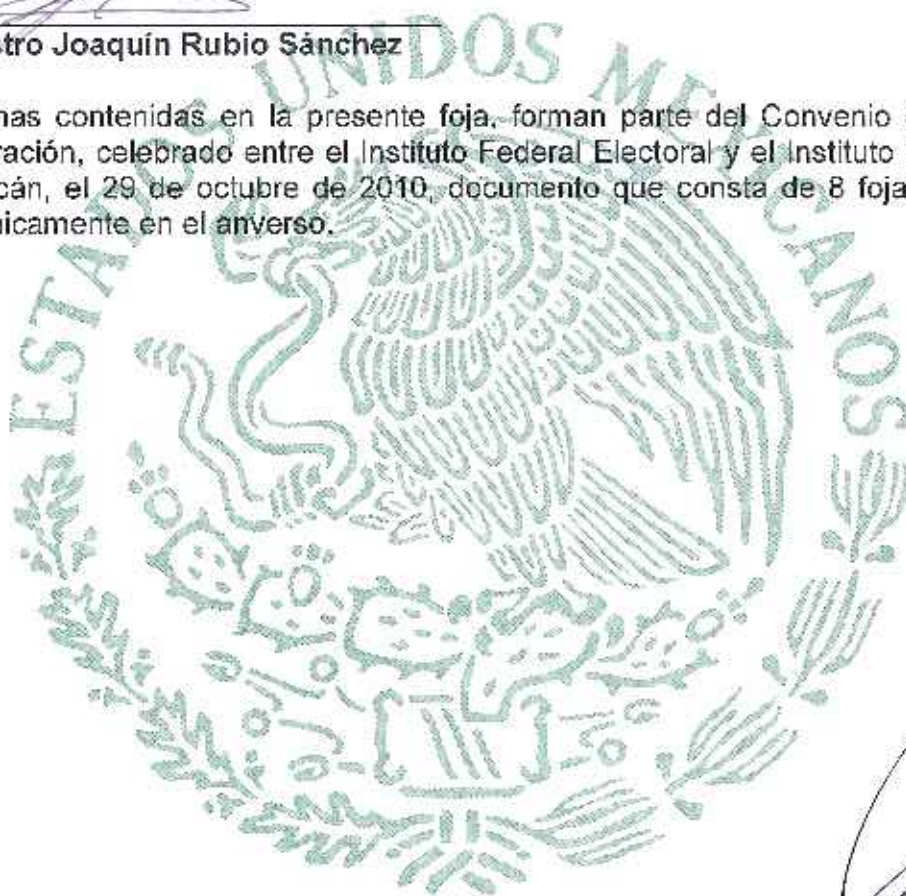 stro Joaquín Rubio Sánchez
mas contenidas en la presente foja, forman parte del Convenio
ración, celebrado entre el Instituto Federal Electoral y el Instituto
cán, el 29 de octubre de 2010, documento que consta de 8 foja
nicamente en el anverso.
ESTADOS UNIDOS MEXICANOS